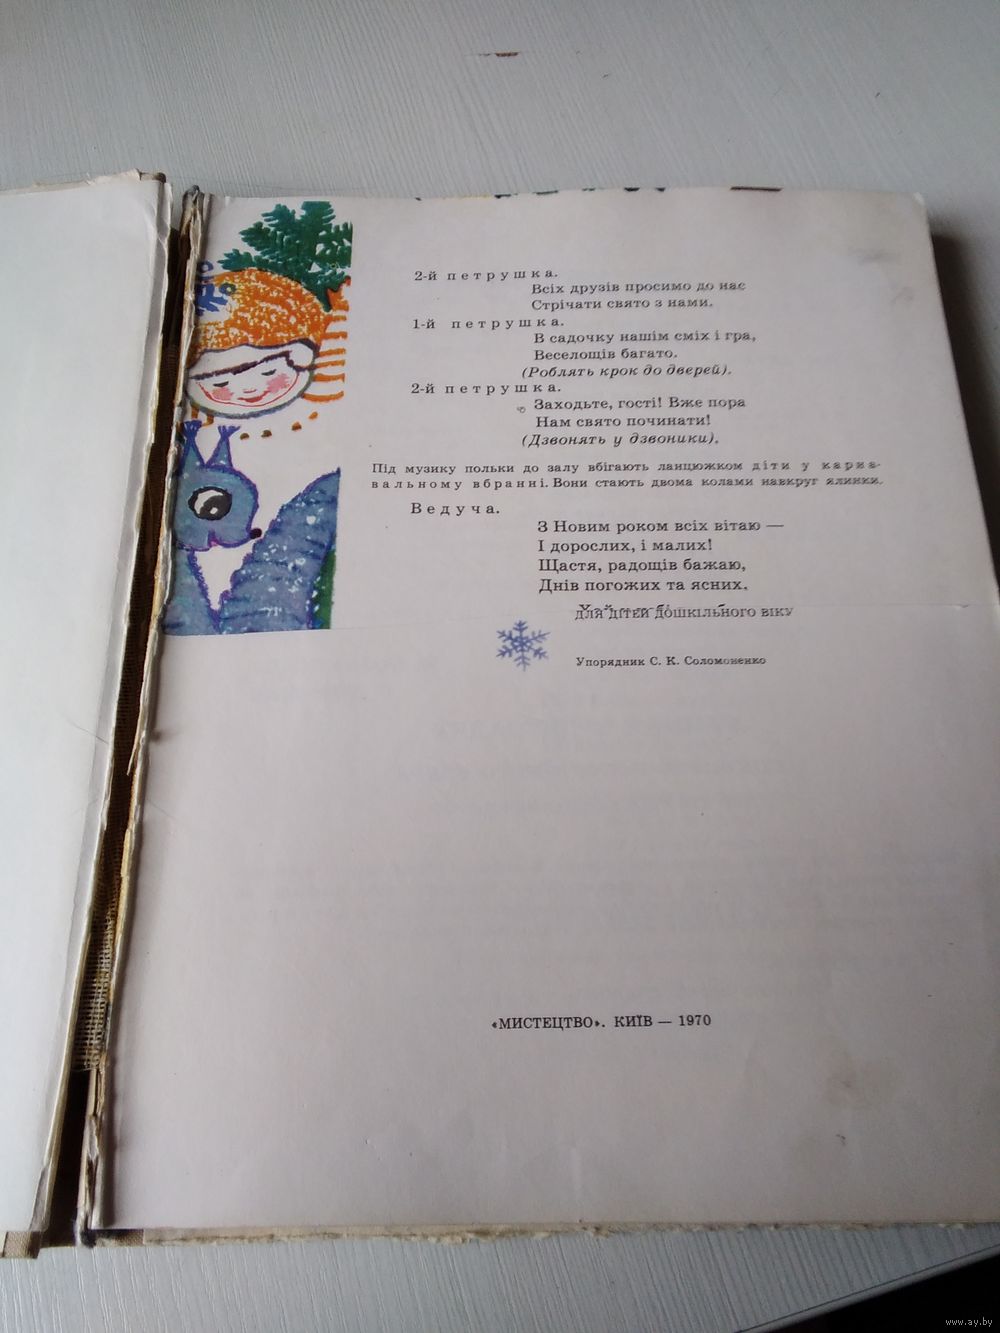 2-й петрушка.
Всіх друзів просимо до нас
Стрічати свято з нами.
1-й петрушка.
В садочку нашім сміх і гра,
Веселощів багато.
(Роблять крок до дверей).
2-й петрушка.
Заходьте, гості! Вже пора
Нам свято починати!
(Дзвонять у дзвоники).
Під музику польки до залу вбігають ланцюжком діти у карна-
вальному вбранні. Вони стають двома колами навкруг ялинки.
Ведуча.
З Новим роком всіх вітаю —
І дорослих, і малих!
Щастя, радощів бажаю,
Днів погожих та ясних.
ДЛЯ ДІТЕЙ ДОШКІЛЬНОГО ВІКУ
Упорядник С. К. Соломоненко
«МИСТЕЦТВО». КИЇВ — 1970
www.ay.by